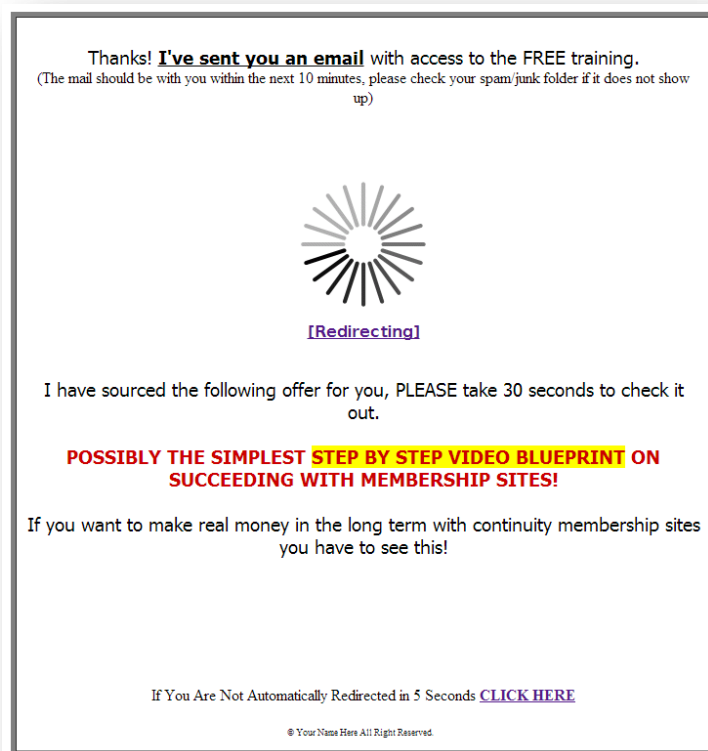 Thanks! I've sent you an email with access to the FREE training.
(The mail should be with you within the next 10 minutes, please check your spam/junk folder if it does not show
up)
[Redirecting]
I have sourced the following offer for you, PLEASE take 30 seconds to check it
out.
POSSIBLY THE SIMPLEST STEP BY STEP VIDEO BLUEPRINT ON
SUCCEEDING WITH MEMBERSHIP SITES!
If you want to make real money in the long term with continuity membership sites
you have to see this!
If You Are Not Automatically Redirected in 5 Seconds CLICK HERE
© Your Name Here All Right Reserved.